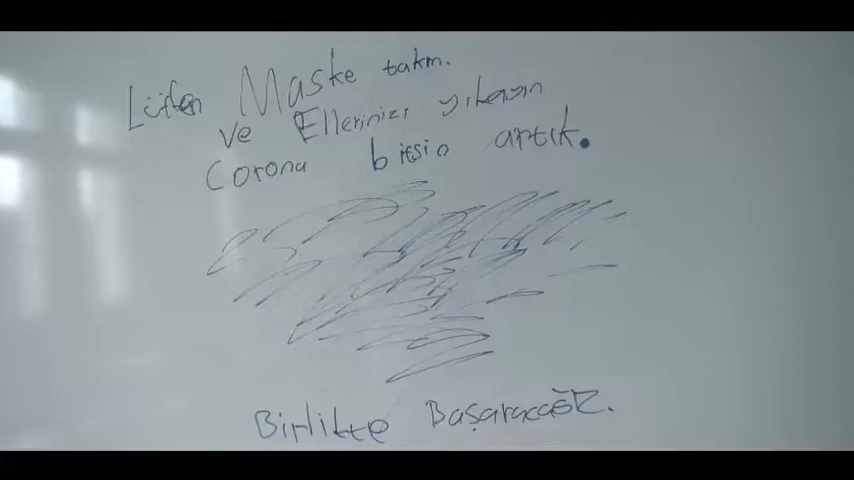 Lütfen Maske takın.
ve Ellerinizi yıkayın
Corona bitsin artık.
Birlikte Başaracağız.